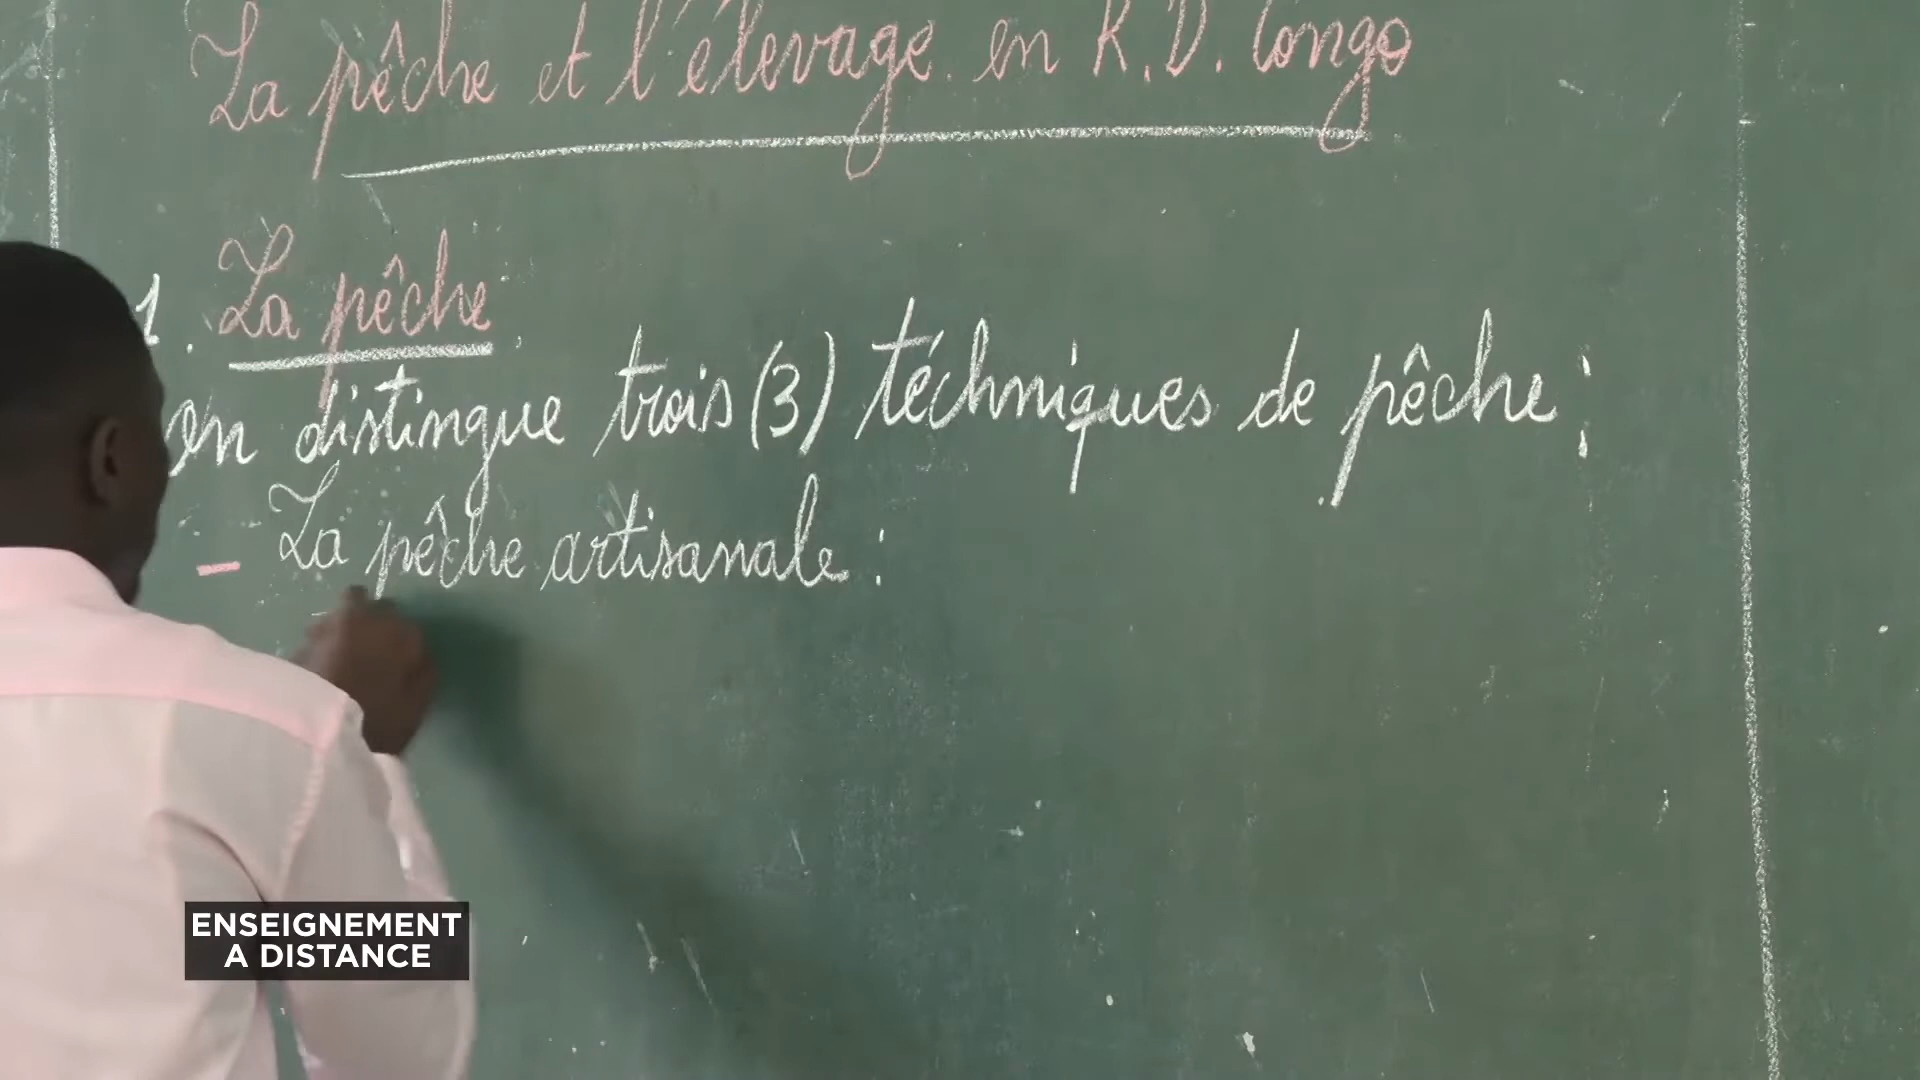 La pêche et l'élevage en R.D. Congo
1. La pêche
on distingue trois (3) téchniques de pêche :
- La pêche artisanale :
ENSEIGNEMENT
A DISTANCE